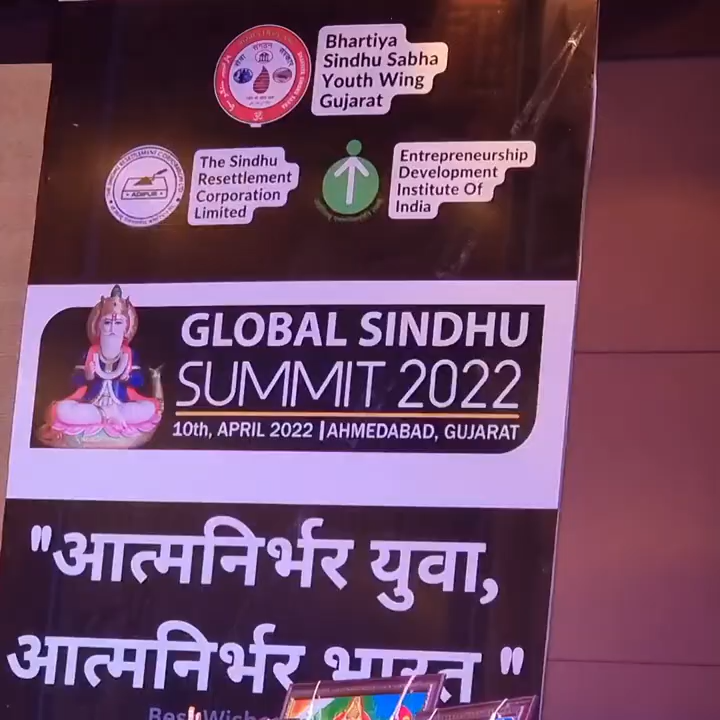 Bhartiya
Sindhu Sabha
Youth Wing
Gujarat
The Sindhu
Resettlement
Corporation
Limited
Entrepreneurship
Development
Institute Of
India
GLOBAL SINDHU
SUMMIT 2022
10th, APRIL 2022 | AHMEDABAD, GUJARAT
"आत्मनिर्भर युवा,
आत्मनिर्भर भारत "
Best